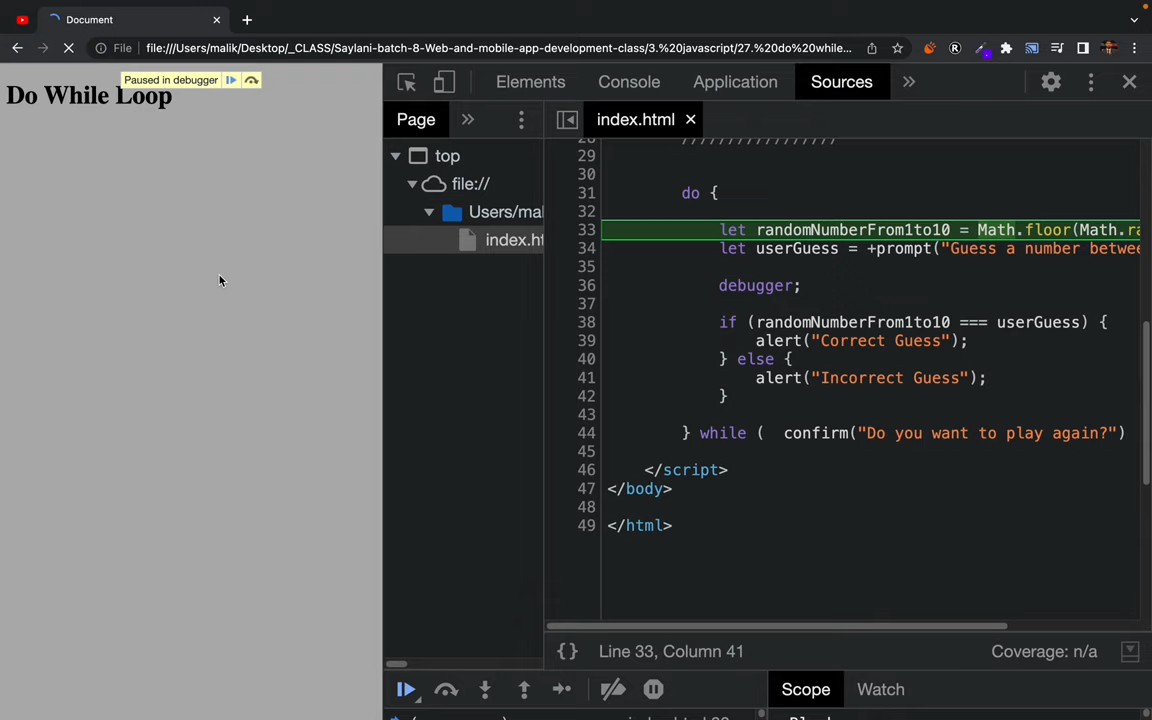 Document
File
file:///Users/malik/Desktop/_CLASS/Saylani-batch-8-Web-and-mobile-app-development-class/3.%20javascript/27.%20do%20while...
Paused in debugger
Do While Loop
Elements
Console
Application
Sources
Page
index.html
top
file://
Users/ma
index.ht
28 /////////////////
29
30
31 do {
32
33 let randomNumberFrom1to10 = Math.floor(Math.ra
34 let userGuess = +prompt("Guess a number betwee
35
36 debugger;
37
38 if (randomNumberFrom1to10 === userGuess) {
39 alert("Correct Guess");
40 } else {
41 alert("Incorrect Guess");
42 }
43
44 } while ( confirm("Do you want to play again?")
45
46 </script>
47 </body>
48
49 </html>
{} Line 33, Column 41
Coverage: n/a
Scope
Watch